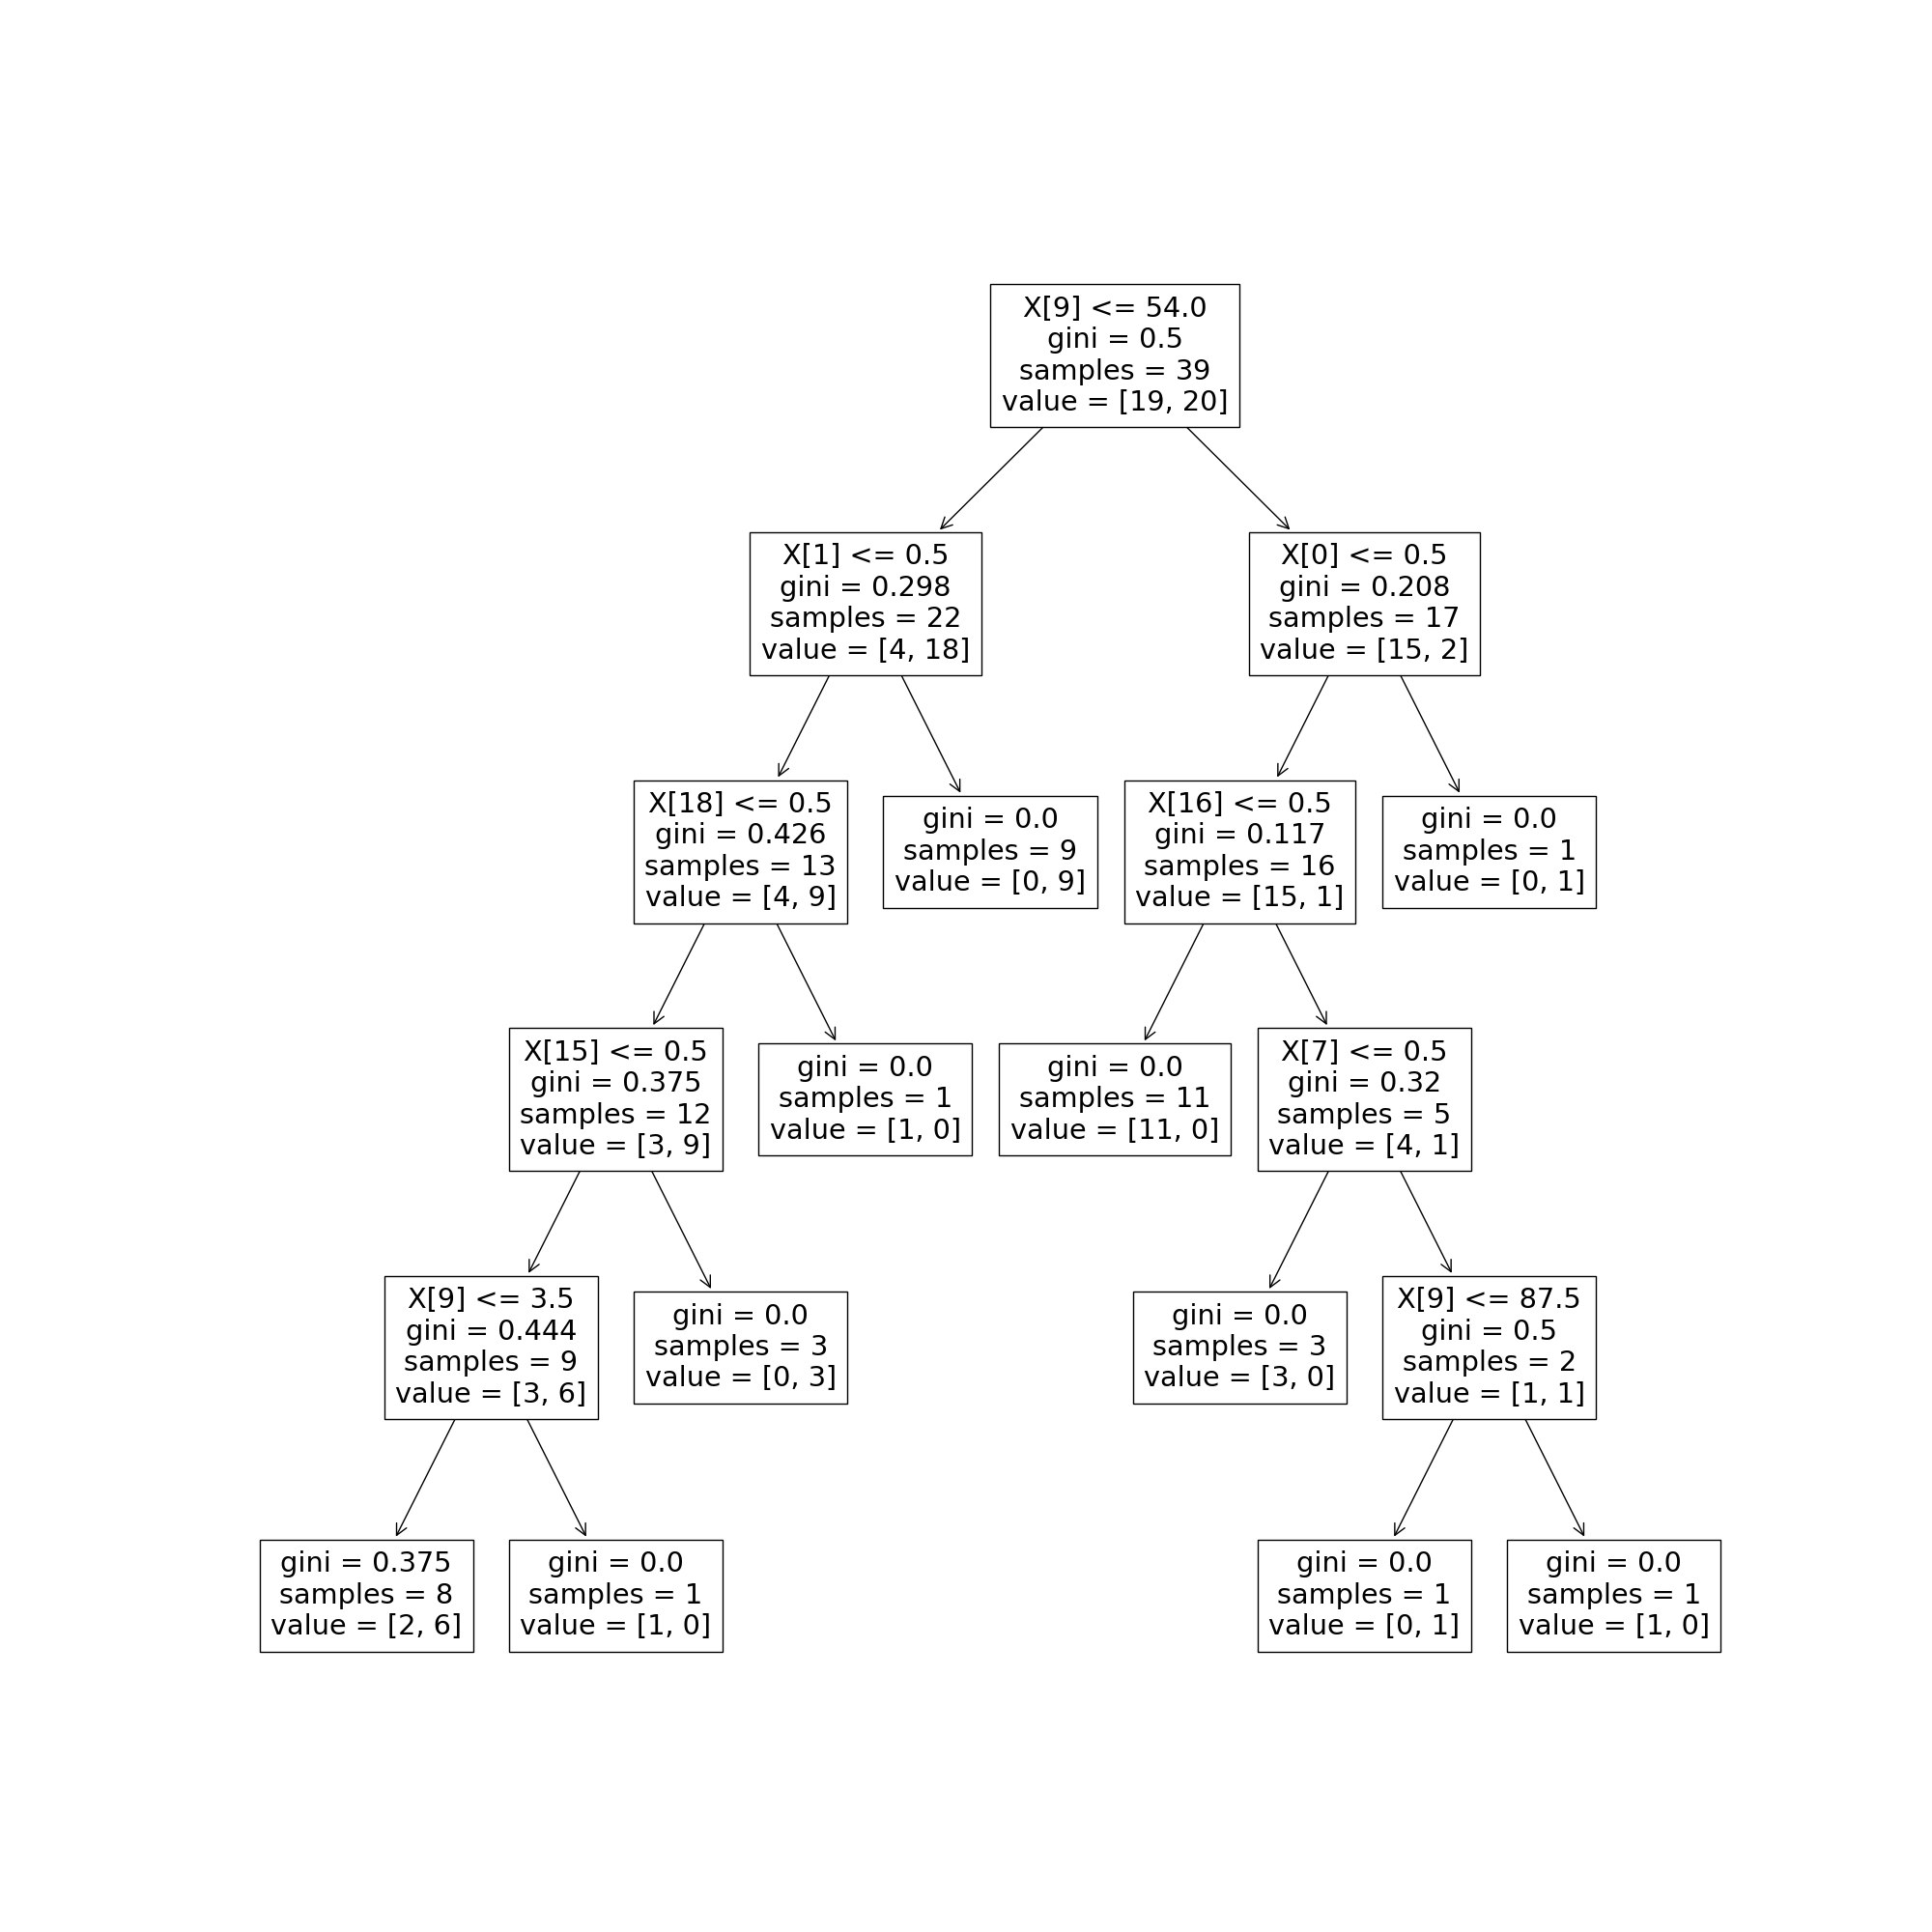 X[9] <= 54.0
gini = 0.5
samples = 39
value = [19, 20]
X[1] <= 0.5
gini = 0.298
samples = 22
value = [4, 18]
X[0] <= 0.5
gini = 0.208
samples = 17
value = [15, 2]
X[18] <= 0.5
gini = 0.426
samples = 13
value = [4, 9]
gini = 0.0
samples = 9
value = [0, 9]
X[16] <= 0.5
gini = 0.117
samples = 16
value = [15, 1]
gini = 0.0
samples = 1
value = [0, 1]
X[15] <= 0.5
gini = 0.375
samples = 12
value = [3, 9]
gini = 0.0
samples = 1
value = [1, 0]
gini = 0.0
samples = 11
value = [11, 0]
X[7] <= 0.5
gini = 0.32
samples = 5
value = [4, 1]
X[9] <= 3.5
gini = 0.444
samples = 9
value = [3, 6]
gini = 0.0
samples = 3
value = [0, 3]
gini = 0.0
samples = 3
value = [3, 0]
X[9] <= 87.5
gini = 0.5
samples = 2
value = [1, 1]
gini = 0.375
samples = 8
value = [2, 6]
gini = 0.0
samples = 1
value = [1, 0]
gini = 0.0
samples = 1
value = [0, 1]
gini = 0.0
samples = 1
value = [1, 0]